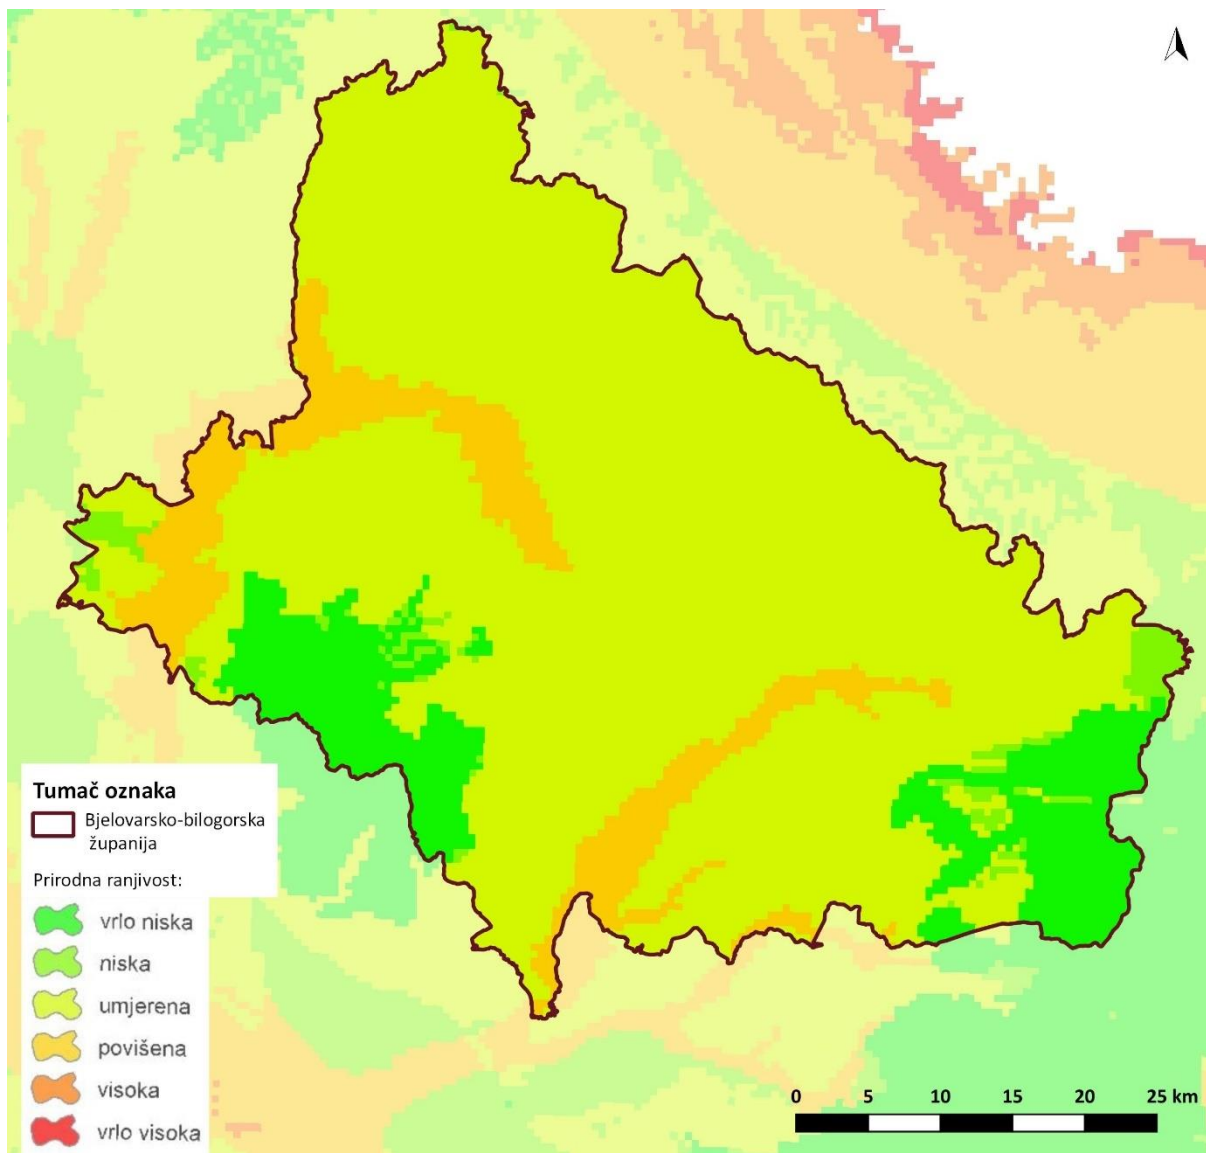 Tumač oznaka
Bjelovarsko-bilogorska
županija
Prirodna ranjivost:
vrlo niska
niska
umjerena
povišena
visoka
vrlo visoka
0 5 10 15 20 25 km